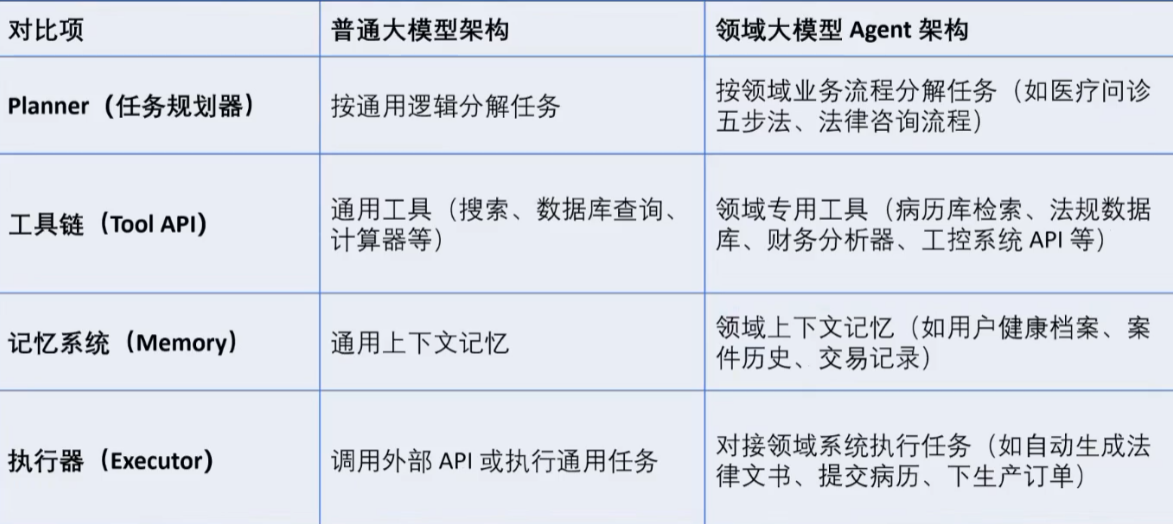 对比项
普通大模型架构
领域大模型 Agent 架构
Planner（任务规划器）
按通用逻辑分解任务
按领域业务流程分解任务（如医疗问诊
五步法、法律咨询流程）
工具链（Tool API）
通用工具（搜索、数据库查询、
计算器等）
领域专用工具（病历库检索、法规数据
库、财务分析器、工控系统 API 等）
记忆系统（Memory）
通用上下文记忆
领域上下文记忆（如用户健康档案、案
件历史、交易记录）
执行器（Executor）
调用外部 API 或执行通用任务
对接领域系统执行任务（如自动生成法
律文书、提交病历、下生产订单）